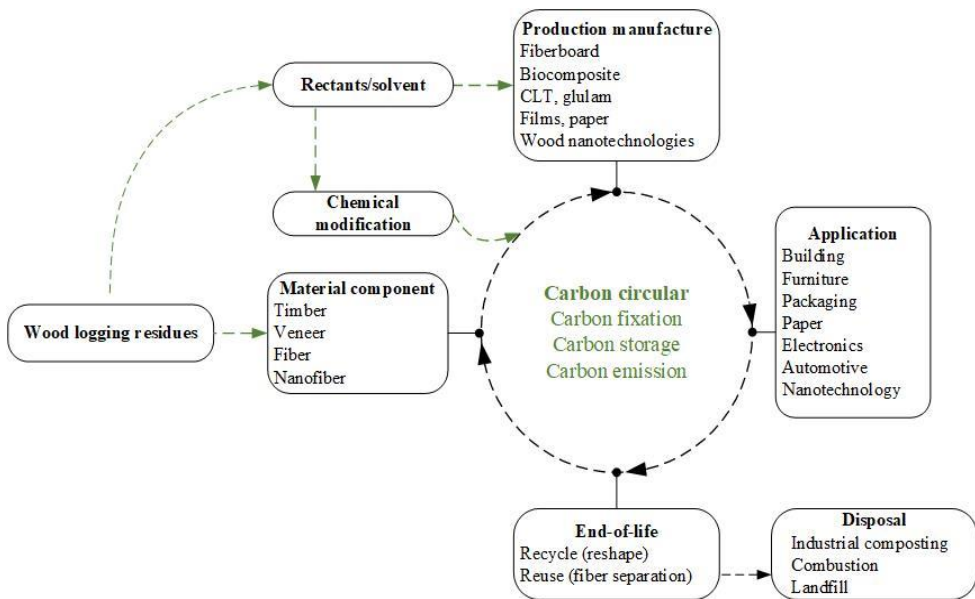 Production manufacture
Fiberboard
Biocomposite
CLT, glulam
Films, paper
Wood nanotechnologies
Rectants/solvent
Chemical
modification
Application
Building
Furniture
Packaging
Paper
Electronics
Automotive
Nanotechnology
Material component
Timber
Veneer
Fiber
Nanofiber
Wood logging residues
Carbon circular
Carbon fixation
Carbon storage
Carbon emission
End-of-life
Recycle (reshape)
Reuse (fiber separation)
Disposal
Industrial composting
Combustion
Landfill